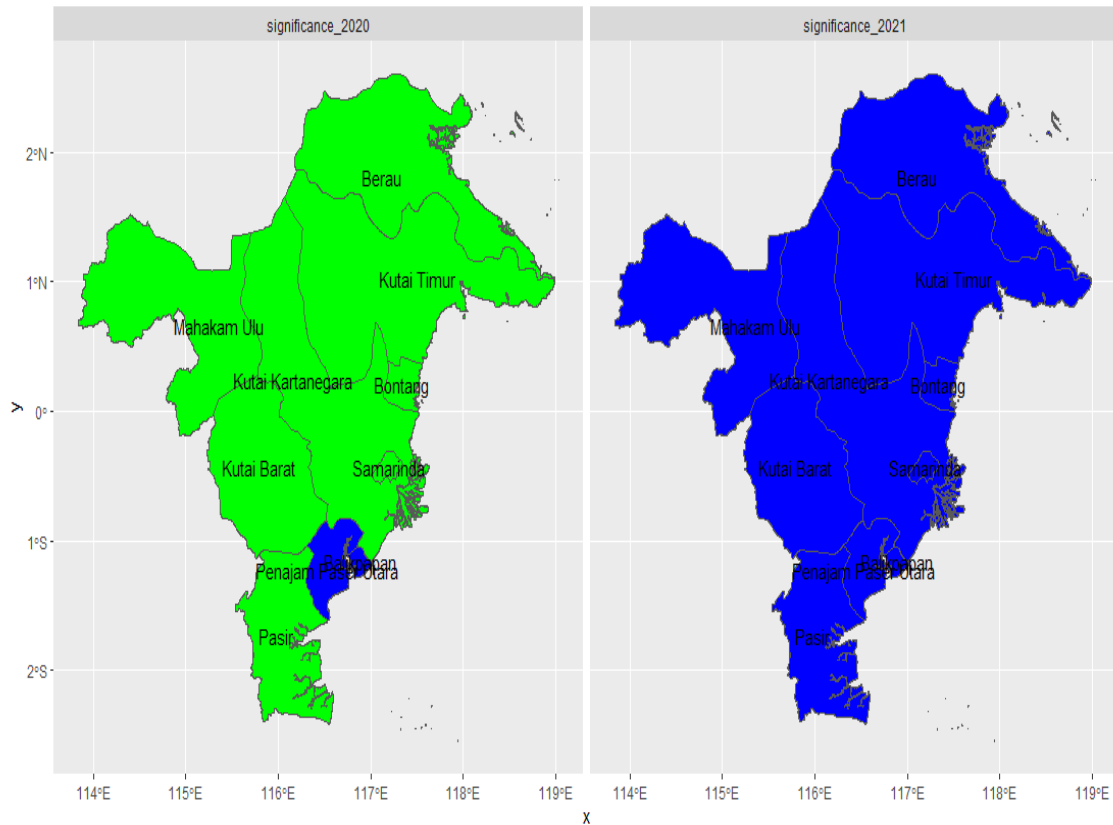 significance_2020
significance_2021
2°N
1°N
0°
1°S
2°S
y
Berau
Kutai Timur
Mahakam Ulu
Kutai Kartanegara
Bontang
Kutai Barat
Samarinda
Balikpapan
Penajam Paser Utara
Pasir
Berau
Kutai Timur
Mahakam Ulu
Kutai Kartanegara
Bontang
Kutai Barat
Samarinda
Balikpapan
Penajam Paser Utara
Pasir
114°E 115°E 116°E 117°E 118°E 119°E
114°E 115°E 116°E 117°E 118°E 119°E
x